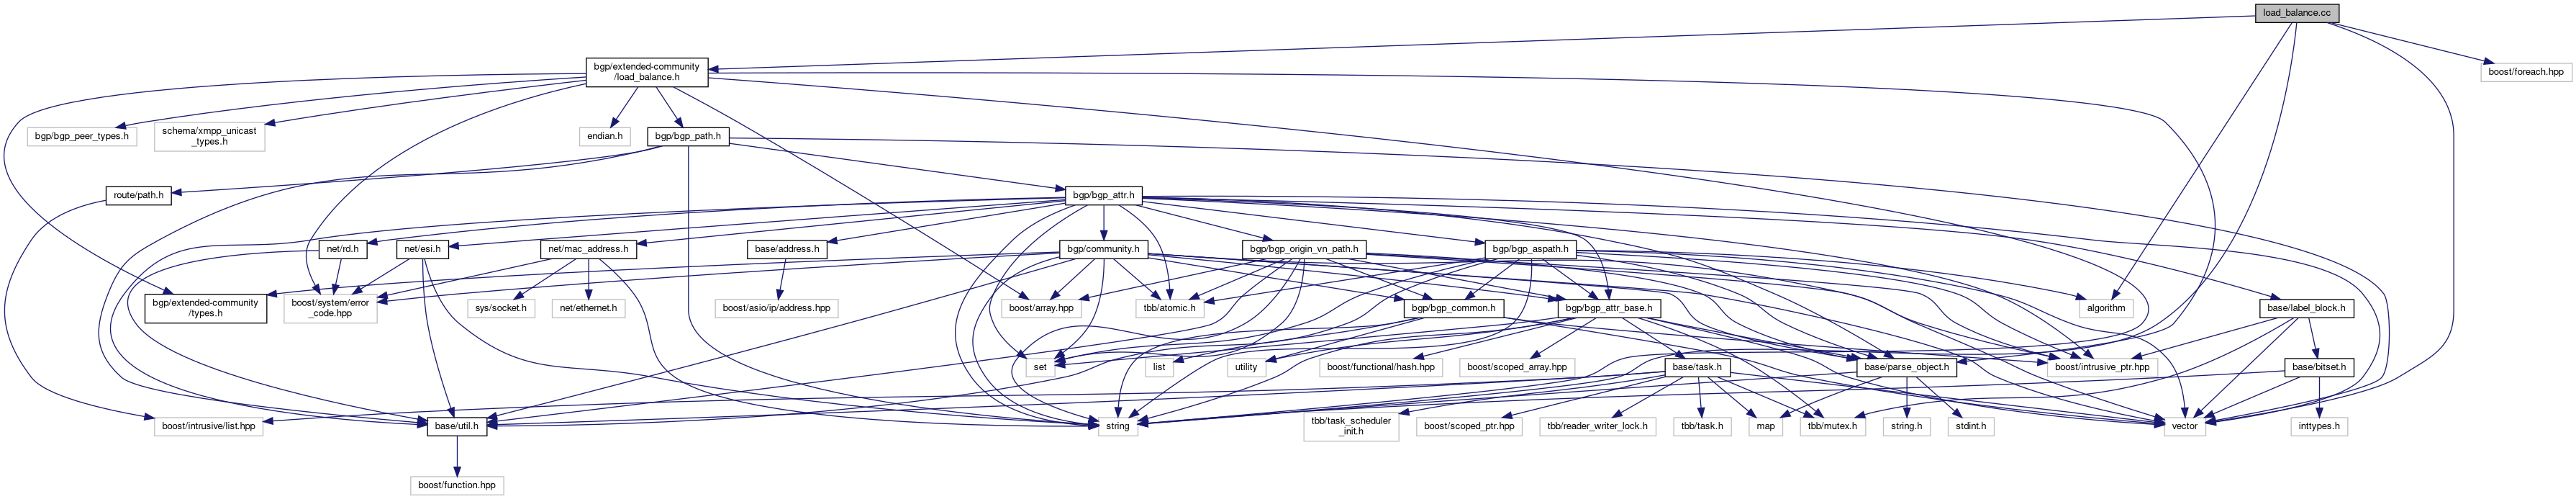 load_balance.cc
bgp/extended-community
/load_balance.h
boost/foreach.hpp
bgp/bgp_peer_types.h
schema/xmpp_unicast
_types.h
endian.h
bgp/bgp_path.h
route/path.h
bgp/bgp_attr.h
net/rd.h
net/esi.h
net/mac_address.h
base/address.h
bgp/community.h
bgp/bgp_origin_vn_path.h
bgp/bgp_aspath.h
bgp/extended-community
/types.h
boost/system/error
_code.hpp
sys/socket.h
net/ethernet.h
boost/asio/ip/address.hpp
boost/array.hpp
tbb/atomic.h
bgp/bgp_common.h
bgp/bgp_attr_base.h
algorithm
base/label_block.h
set
list
utility
boost/functional/hash.hpp
boost/scoped_array.hpp
base/task.h
base/parse_object.h
boost/intrusive_ptr.hpp
base/bitset.h
boost/intrusive/list.hpp
base/util.h
string
tbb/task_scheduler
_init.h
boost/scoped_ptr.hpp
tbb/reader_writer_lock.h
tbb/task.h
map
tbb/mutex.h
string.h
stdint.h
vector
inttypes.h
boost/function.hpp